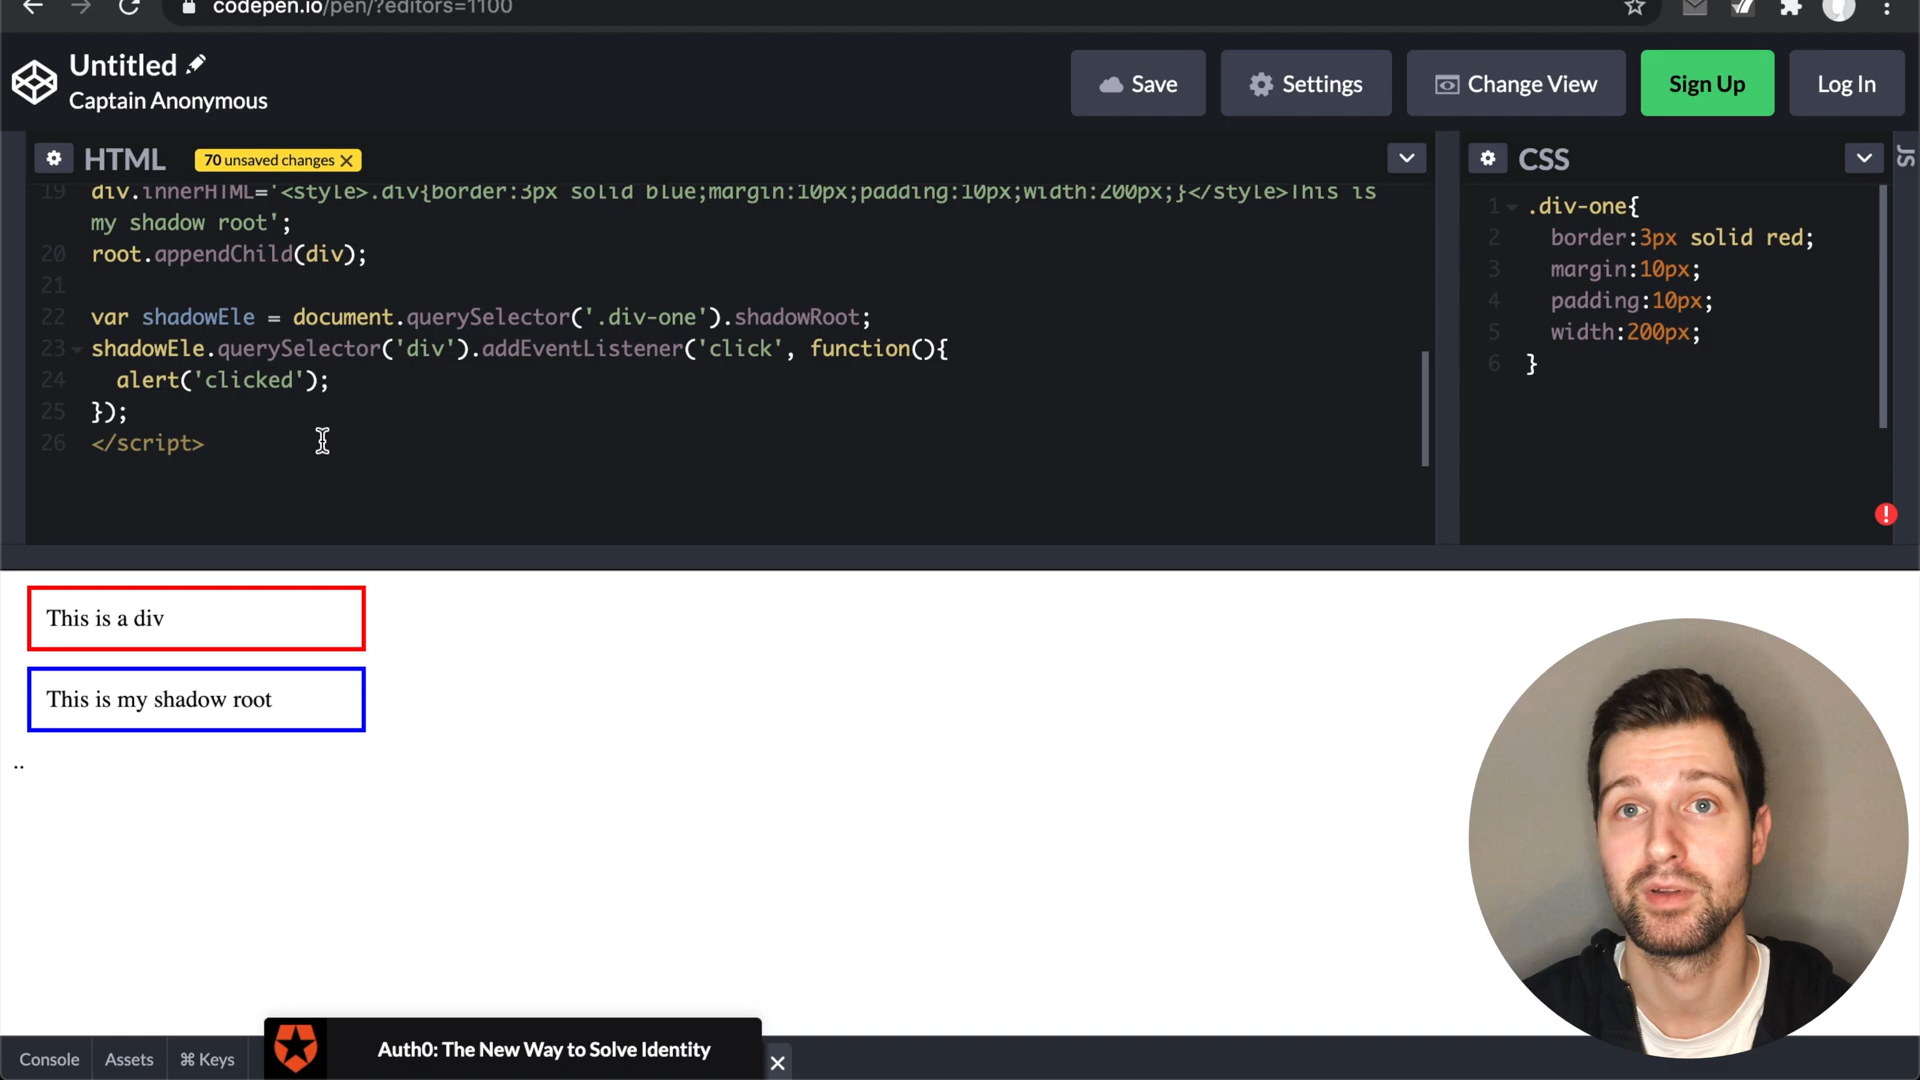 codepen.io/pen/?editors=1100
Untitled
Captain Anonymous
Save
Settings
Change View
Sign Up
Log In
HTML
70 unsaved changes
CSS
JS
19 div.innerHTML='<style>.div{border:3px solid blue;margin:10px;padding:10px;width:200px;}</style>This is
my shadow root';
20 root.appendChild(div);
21
22 var shadowEle = document.querySelector('.div-one').shadowRoot;
23 shadowEle.querySelector('div').addEventListener('click', function(){
24 alert('clicked');
25 });
26 </script>
1 .div-one{
2 border:3px solid red;
3 margin:10px;
4 padding:10px;
5 width:200px;
6 }
This is a div
This is my shadow root
..
Console
Assets
⌘ Keys
Auth0: The New Way to Solve Identity